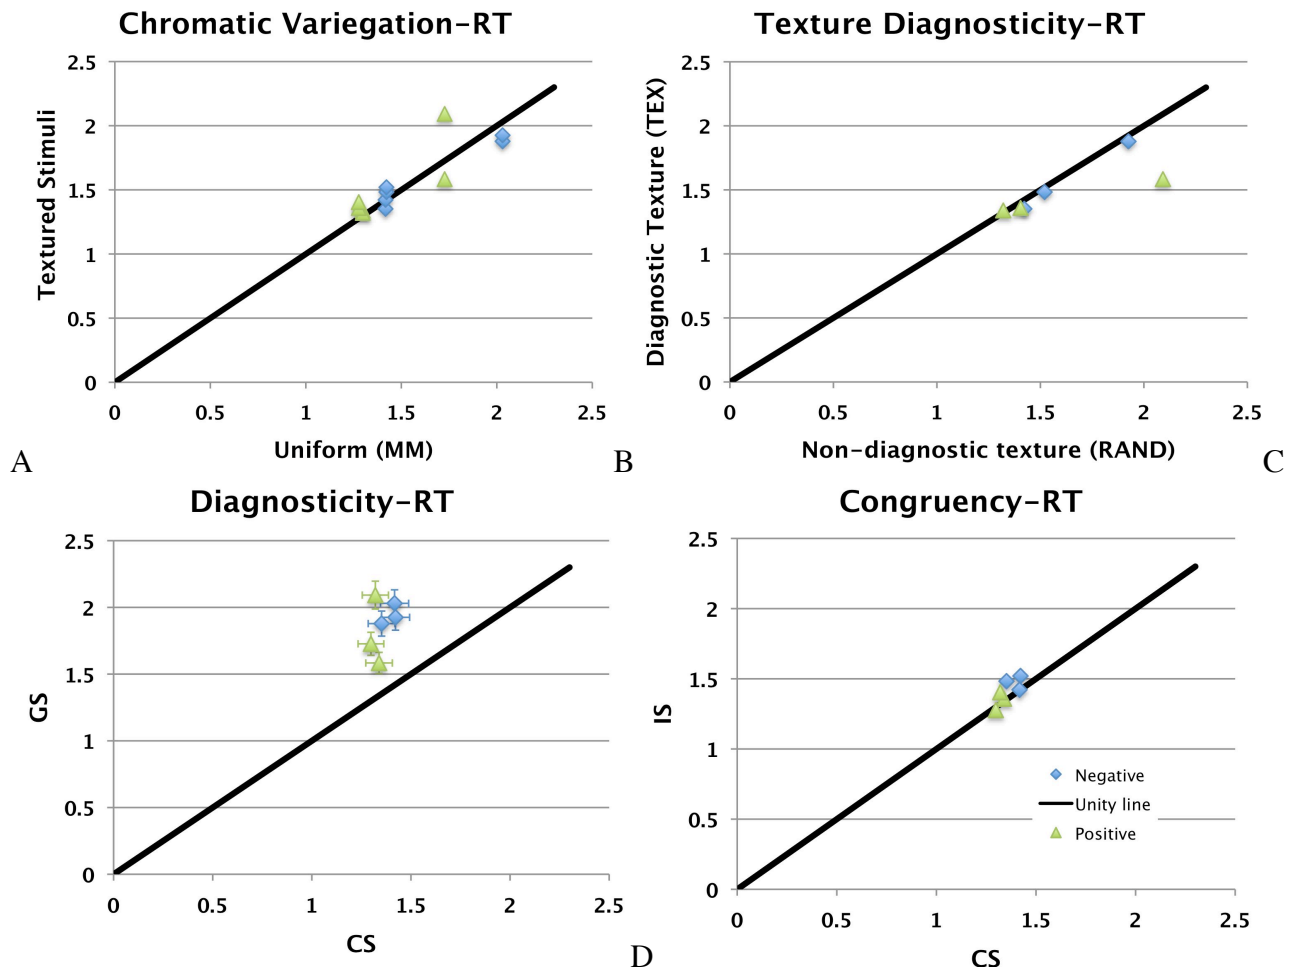 Chromatic Variegation-RT
Textured Stimuli
2.5
2
1.5
1
0.5
0
0 0.5 1 1.5 2 2.5
Uniform (MM)
A
Texture Diagnosticity-RT
Diagnostic Texture (TEX)
2.5
2
1.5
1
0.5
0
0 0.5 1 1.5 2 2.5
Non-diagnostic texture (RAND)
B
C
Diagnosticity-RT
GS
2.5
2
1.5
1
0.5
0
0 0.5 1 1.5 2 2.5
CS
Congruency-RT
IS
2.5
2
1.5
1
0.5
0
0 0.5 1 1.5 2 2.5
CS
Negative
Unity line
Positive
D